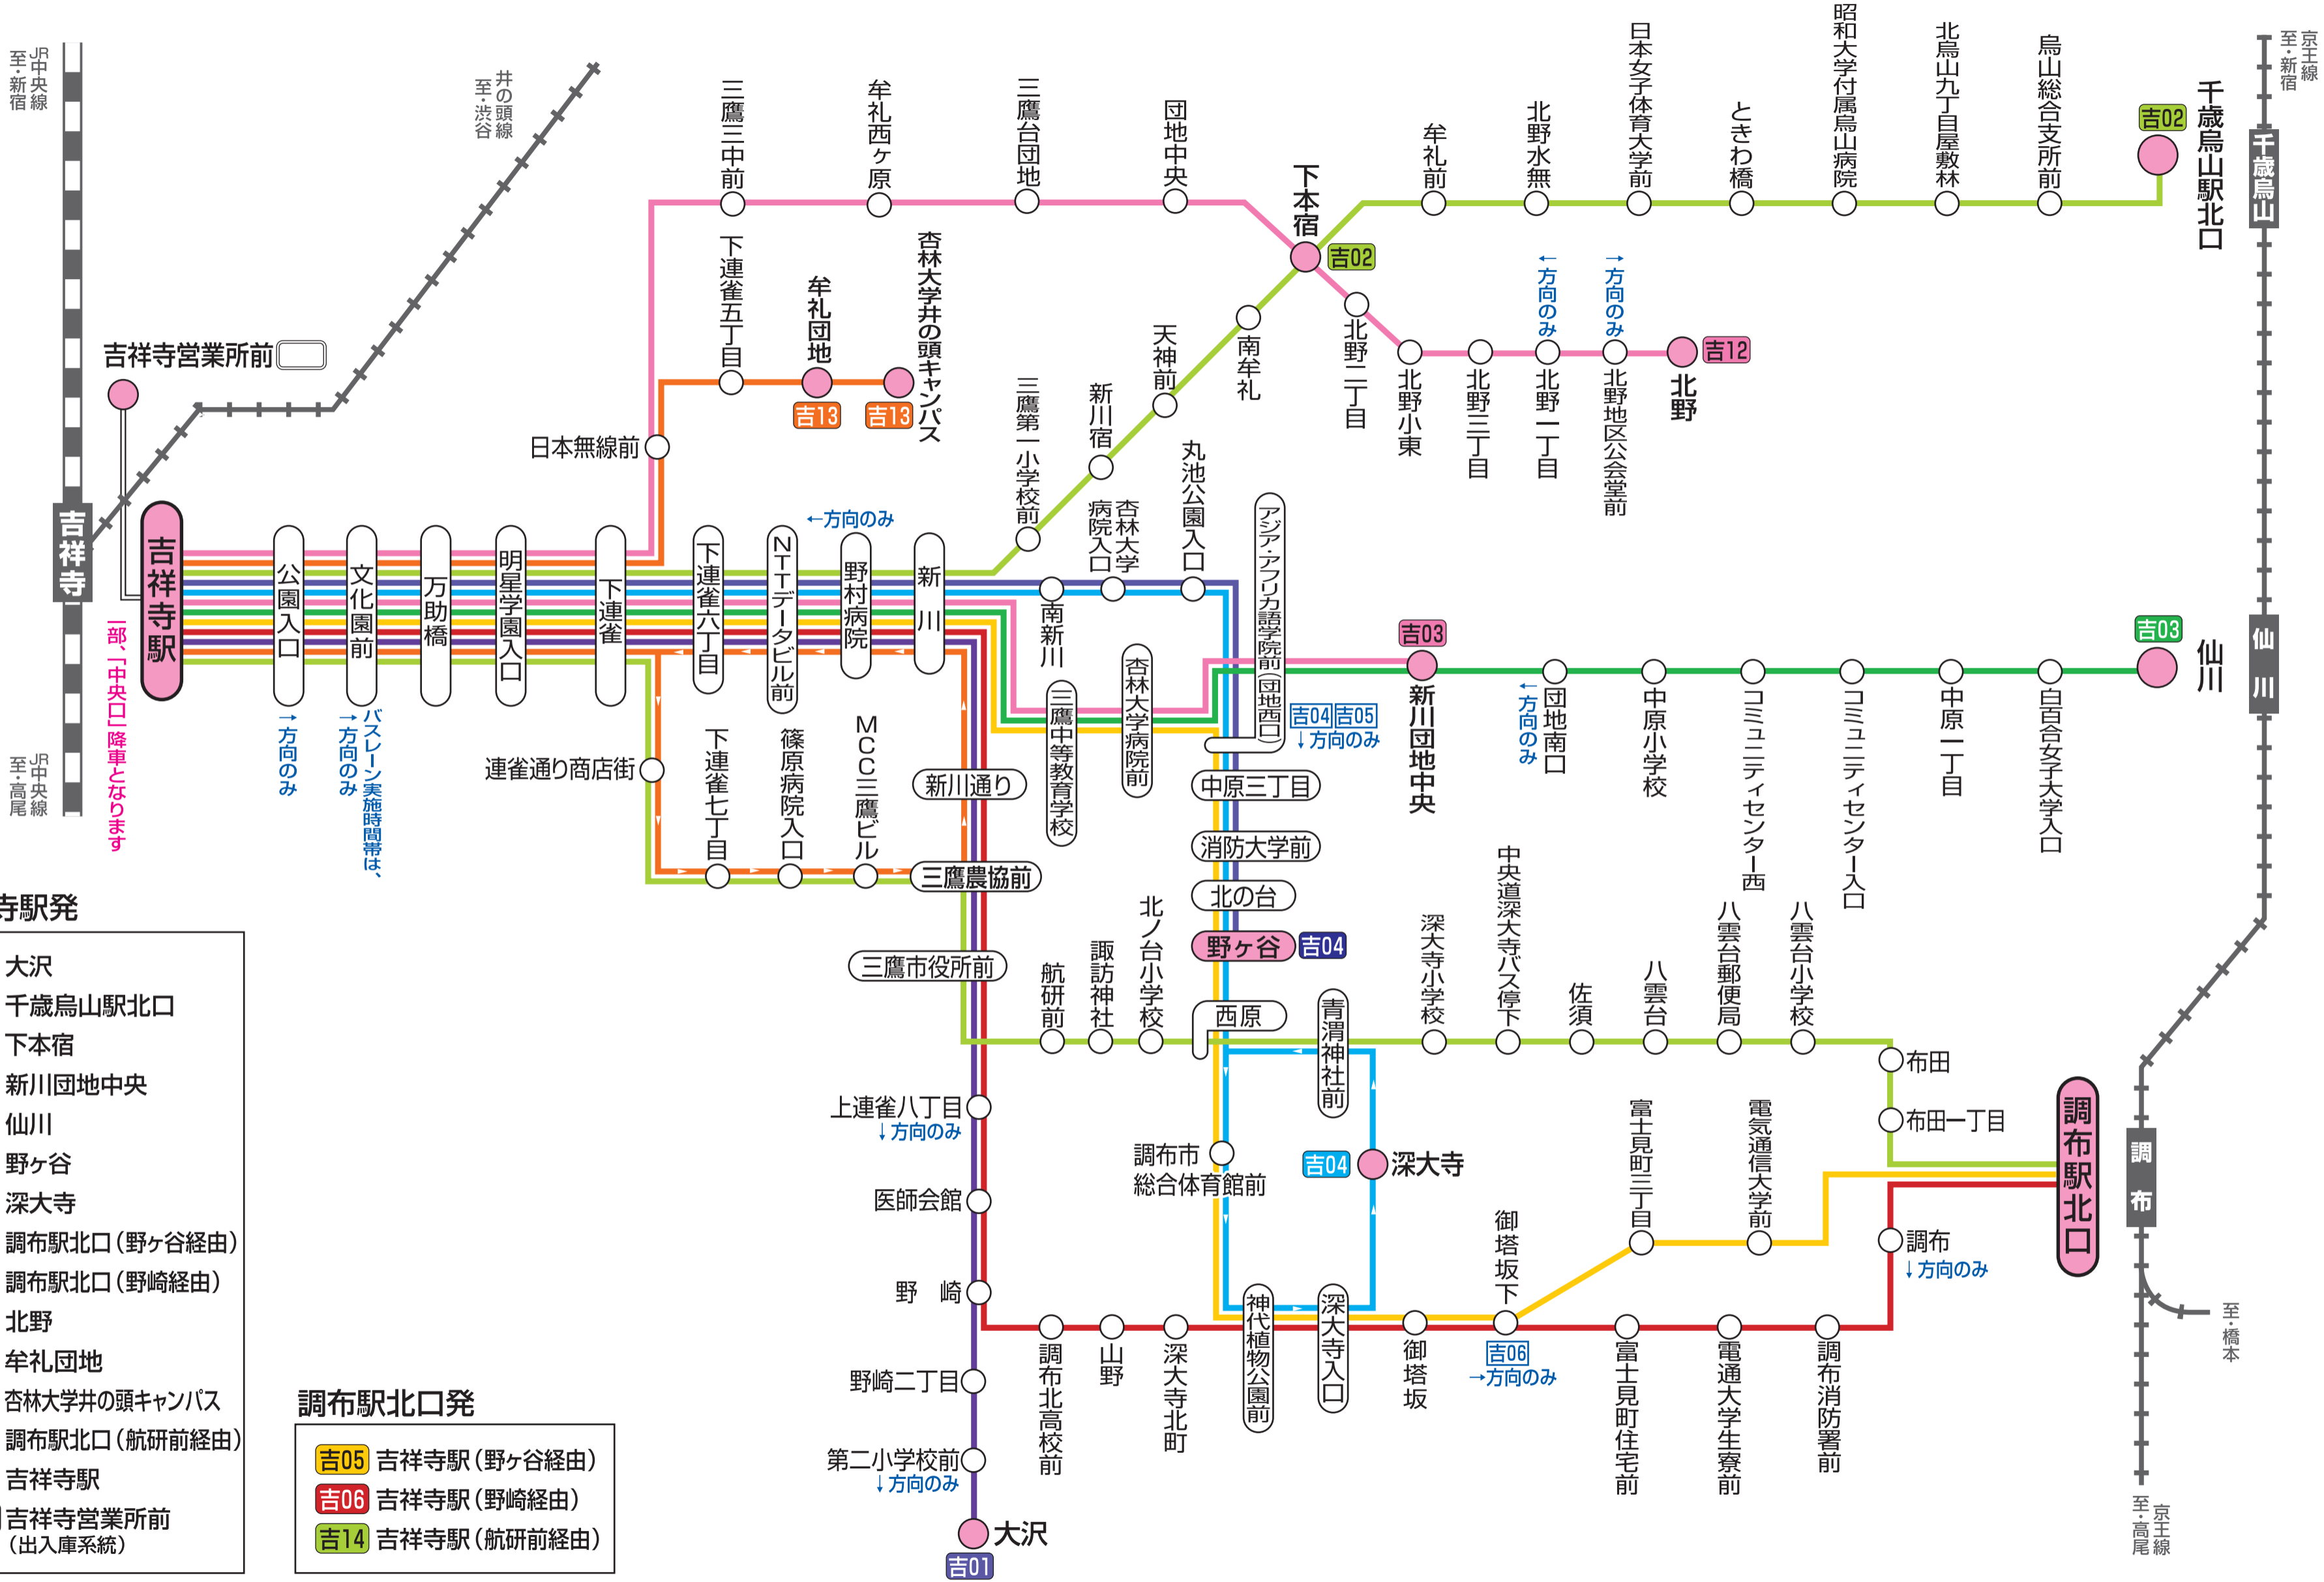 JR中央線
至・新宿
井の頭線
至・渋谷
三鷹三中前
牟礼西ヶ原
三鷹台団地
団地中央
下本宿
吉02
牟礼前
北野水無
日本女子体育大学前
ときわ橋
昭和大学付属烏山病院
北烏山九丁目屋敷林
烏山総合支所前
吉02
千歳烏山駅北口
京王線
至・新宿
千歳烏山
下連雀五丁目
牟礼団地
吉13
杏林大学井の頭キャンパス
吉13
日本無線前
三鷹第一小学校前
新川宿
天神前
南牟礼
北野二丁目
北野小東
北野三丁目
←方向のみ
北野一丁目
→方向のみ
北野地区公会堂前
北野
吉12
吉祥寺営業所前
吉祥寺
吉祥寺駅
一部、「中央口」降車となります
公園入口
→方向のみ
文化園前
バスレーン実施時間帯は、
→方向のみ
万助橋
明星学園入口
下連雀
下連雀六丁目
NTTデータビル前
←方向のみ
野村病院
新川
南新川
杏林大学
病院入口
丸池公園入口
アジア・アフリカ語学院前(団地西口)
三鷹中等教育学校
杏林大学病院前
吉04 吉05
↓方向のみ
吉03
新川団地中央
←方向のみ
団地南口
中原小学校
コミュニティセンター西
コミュニティセンター入口
中原一丁目
白百合女子大学入口
吉03
仙川
仙川
連雀通り商店街
下連雀七丁目
篠原病院入口
MCC三鷹ビル
新川通り
三鷹農協前
三鷹市役所前
中原三丁目
消防大学前
北の台
野ヶ谷
吉04
西原
航研前
諏訪神社
北ノ台小学校
青渭神社前
深大寺小学校
中央道深大寺バス停下
佐須
八雲台
八雲台郵便局
八雲台小学校
布田
布田一丁目
上連雀八丁目
↓方向のみ
医師会館
野崎
野崎二丁目
第二小学校前
↓方向のみ
大沢
吉01
調布市
総合体育館前
吉04
深大寺
調布北高校前
山野
深大寺北町
神代植物公園前
深大寺入口
御塔坂
御塔坂下
吉06
→方向のみ
富士見町三丁目
電気通信大学前
富士見町住宅前
電通大学生寮前
調布消防署前
調布
↓方向のみ
調布駅北口
調布
至・橋本
京王線
至・高尾
JR中央線
至・高尾
寺駅発
大沢
千歳烏山駅北口
下本宿
新川団地中央
仙川
野ヶ谷
深大寺
調布駅北口(野ヶ谷経由)
調布駅北口(野崎経由)
北野
牟礼団地
杏林大学井の頭キャンパス
調布駅北口(航研前経由)
吉祥寺駅
吉祥寺営業所前
(出入庫系統)
調布駅北口発
吉05 吉祥寺駅(野ヶ谷経由)
吉06 吉祥寺駅(野崎経由)
吉14 吉祥寺駅(航研前経由)